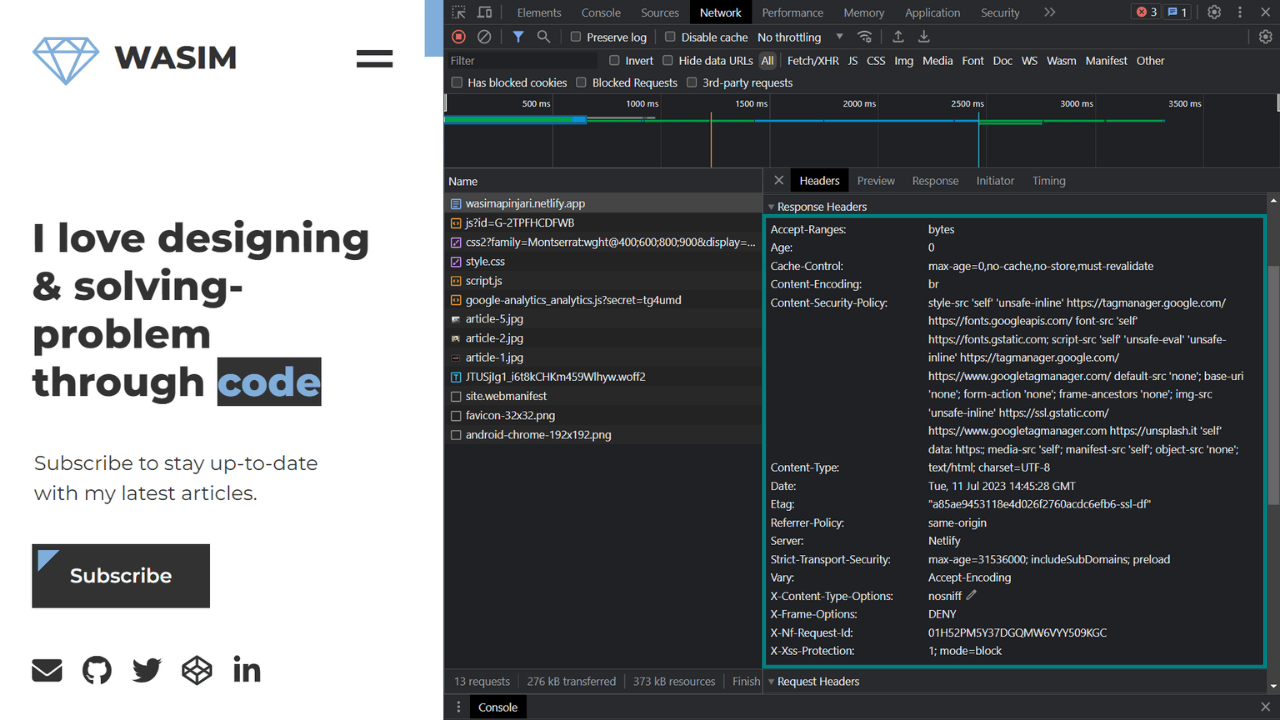 WASIM
I love designing
& solving-
problem
through code
Subscribe to stay up-to-date
with my latest articles.
Subscribe
Elements Console Sources Network Performance Memory Application Security 3 1
Preserve log Disable cache No throttling
Filter Invert Hide data URLs All Fetch/XHR JS CSS Img Media Font Doc WS Wasm Manifest Other
Has blocked cookies Blocked Requests 3rd-party requests
500 ms 1000 ms 1500 ms 2000 ms 2500 ms 3000 ms 3500 ms
Name
wasimapinjari.netlify.app
js?id=G-2TPFHCDFWB
css2?family=Montserrat:wght@400;600;800;900&display=...
style.css
script.js
google-analytics_analytics.js?secret=tg4umd
article-5.jpg
article-2.jpg
article-1.jpg
JTUSjIg1_i6t8kCHKm459Wlhyw.woff2
site.webmanifest
favicon-32x32.png
android-chrome-192x192.png
13 requests 276 kB transferred 373 kB resources Finish
Headers Preview Response Initiator Timing
Response Headers
Accept-Ranges: bytes
Age: 0
Cache-Control: max-age=0,no-cache,no-store,must-revalidate
Content-Encoding: br
Content-Security-Policy: style-src 'self' 'unsafe-inline' https://tagmanager.google.com/
https://fonts.googleapis.com/ font-src 'self'
https://fonts.gstatic.com; script-src 'self' 'unsafe-eval' 'unsafe-
inline' https://tagmanager.google.com/
https://www.googletagmanager.com/ default-src 'none'; base-uri
'none'; form-action 'none'; frame-ancestors 'none'; img-src
'unsafe-inline' https://ssl.gstatic.com/
https://www.googletagmanager.com https://unsplash.it 'self'
data: https:; media-src 'self'; manifest-src 'self'; object-src 'none';
Content-Type: text/html; charset=UTF-8
Date: Tue, 11 Jul 2023 14:45:28 GMT
Etag: "a85ae9453118e4d026f2760acdc6efb6-ssl-df"
Referrer-Policy: same-origin
Server: Netlify
Strict-Transport-Security: max-age=31536000; includeSubDomains; preload
Vary: Accept-Encoding
X-Content-Type-Options: nosniff
X-Frame-Options: DENY
X-Nf-Request-Id: 01H52PM5Y37DGQMW6VYY509KGC
X-Xss-Protection: 1; mode=block
Request Headers
Console